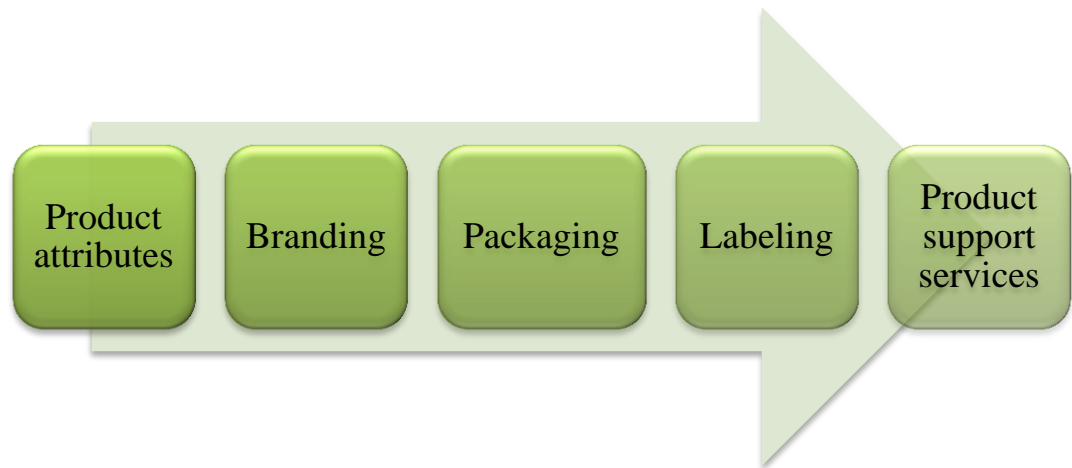 Product
attributes
Branding
Packaging
Labeling
Product
support
services